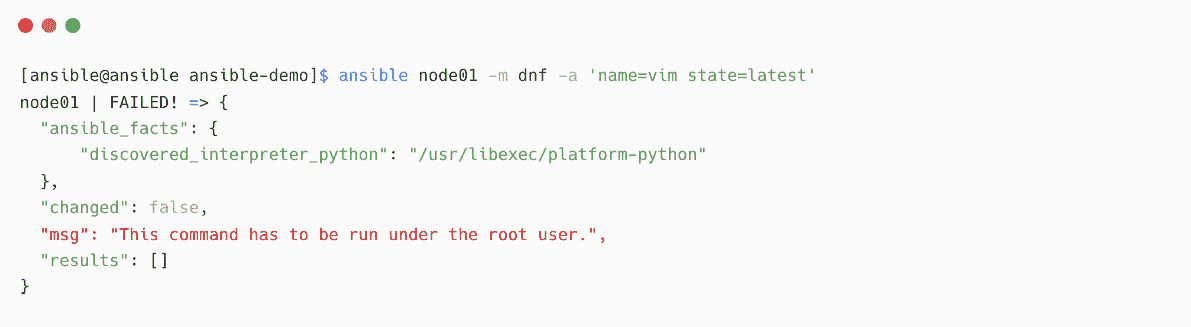 [ansible@ansible ansible-demo]$ ansible node01 -m dnf -a 'name=vim state=latest'
node01 | FAILED! => {
  "ansible_facts": {
      "discovered_interpreter_python": "/usr/libexec/platform-python"
  },
  "changed": false,
  "msg": "This command has to be run under the root user.",
  "results": []
}